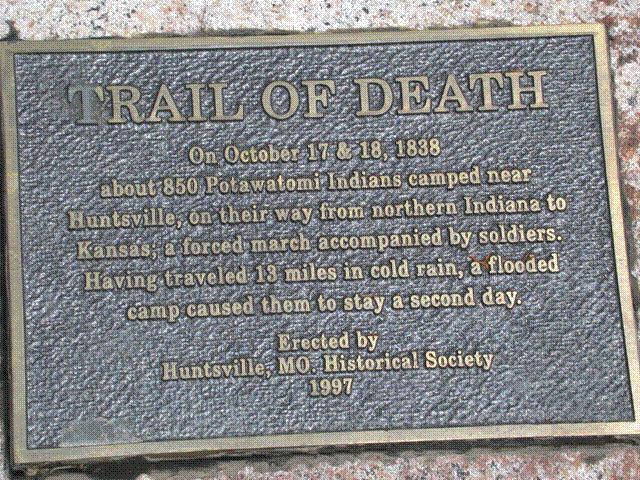 TRAIL OF DEATH
On October 17 & 18, 1838
about 850 Potawatomi Indians camped near
Huntsville, on their way from northern Indiana to
Kansas; a forced march accompanied by soldiers.
Having traveled 13 miles in cold rain, a flooded
camp caused them to stay a second day.
Erected by
Huntsville, MO. Historical Society
1997